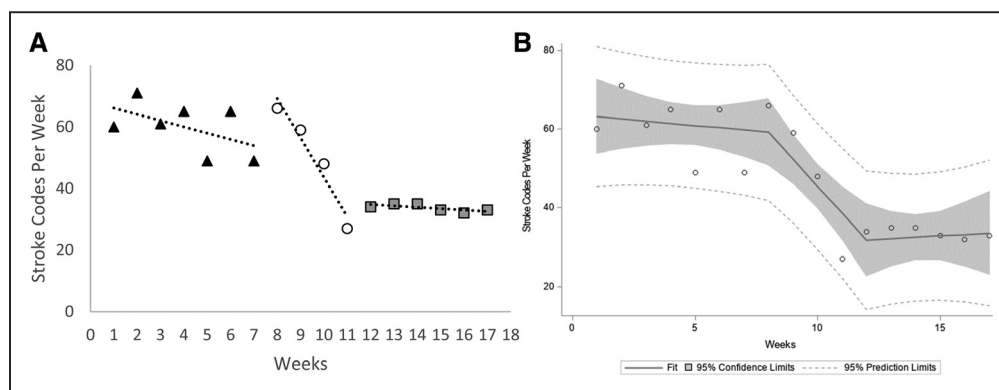 A
80
60
40
20
0
Stroke Codes Per Week
0 1 2 3 4 5 6 7 8 9 10 11 12 13 14 15 16 17 18
Weeks
B
80
60
40
20
Stroke Codes Per Week
0 5 10 15
Weeks
Fit 95% Confidence Limits 95% Prediction Limits